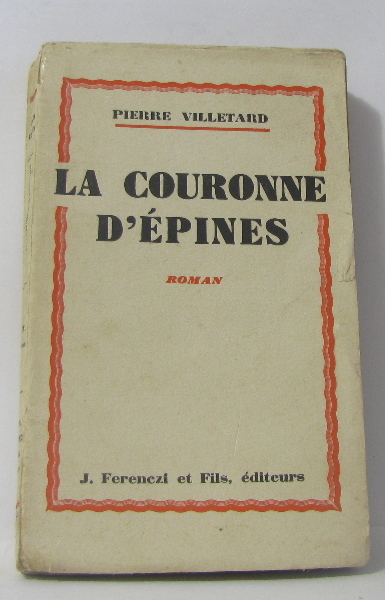 PIERRE VILLETARD
LA COURONNE
D'ÉPINES
ROMAN
J. Ferenczi et Fils, éditeurs